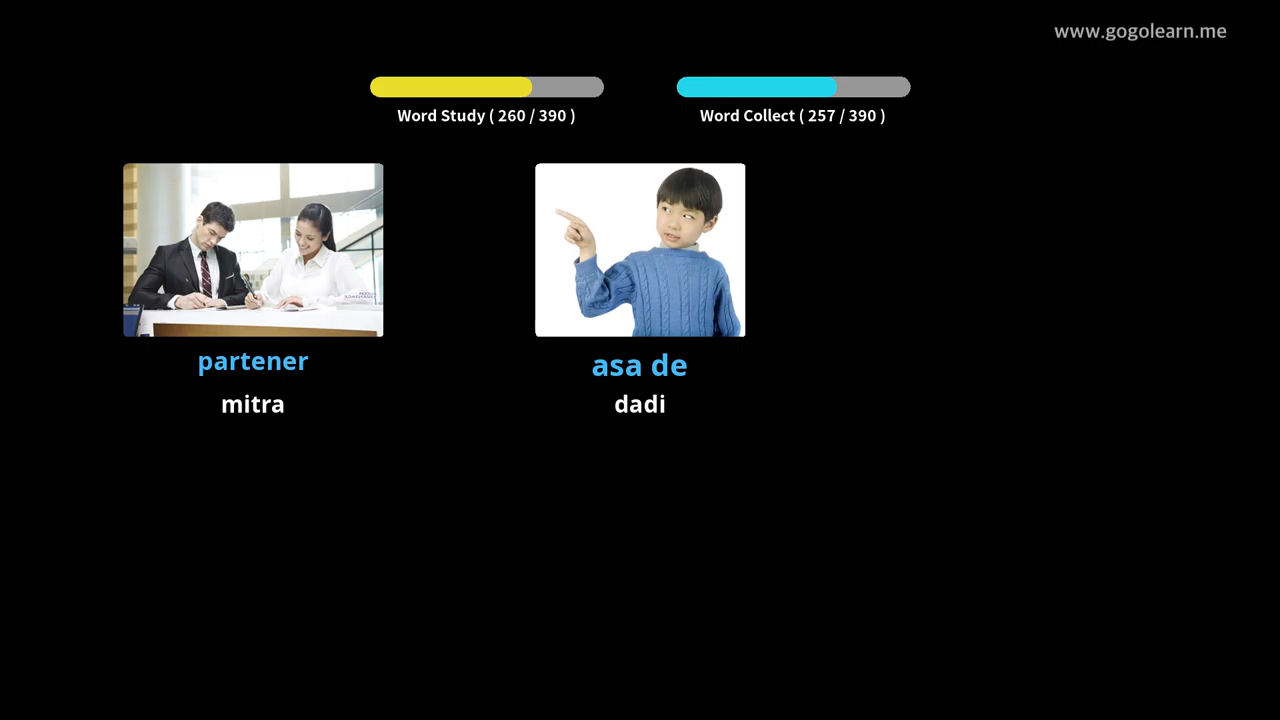 www.gogolearn.me
Word Study ( 260 / 390 )
Word Collect ( 257 / 390 )
partener
mitra
asa de
dadi